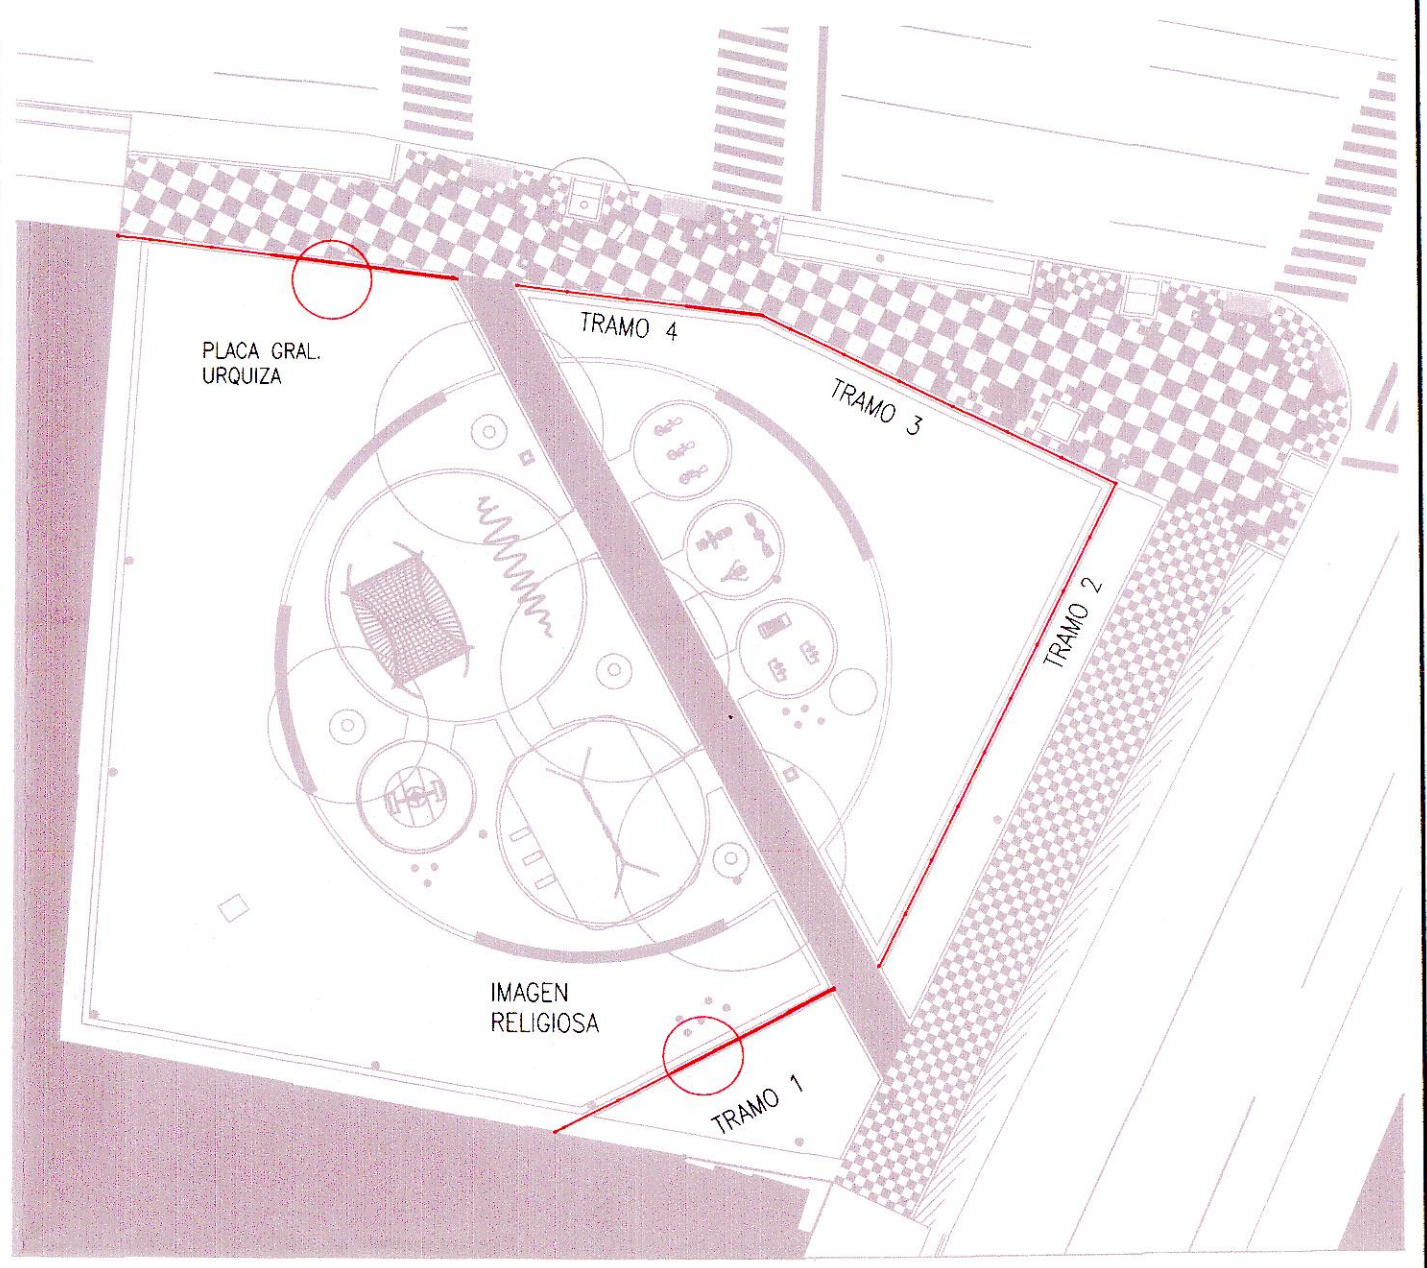 TRAMO 4
PLACA GRAL.
URQUIZA
TRAMO 3
TRAMO 2
IMAGEN
RELIGIOSA
TRAMO 1